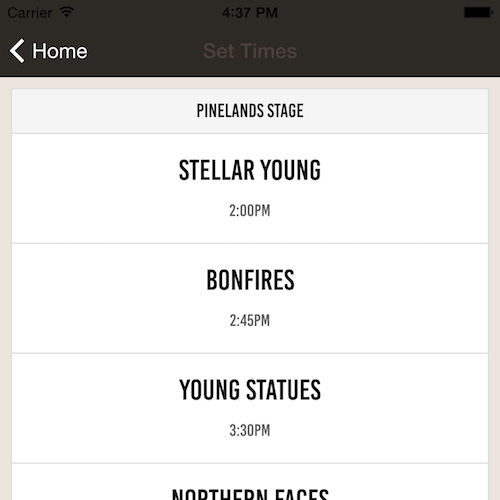 Carrier 4:37 PM
Home Set Times
PINELANDS STAGE
STELLAR YOUNG
2:00PM
BONFIRES
2:45PM
YOUNG STATUES
3:30PM
NORTHERN FACES